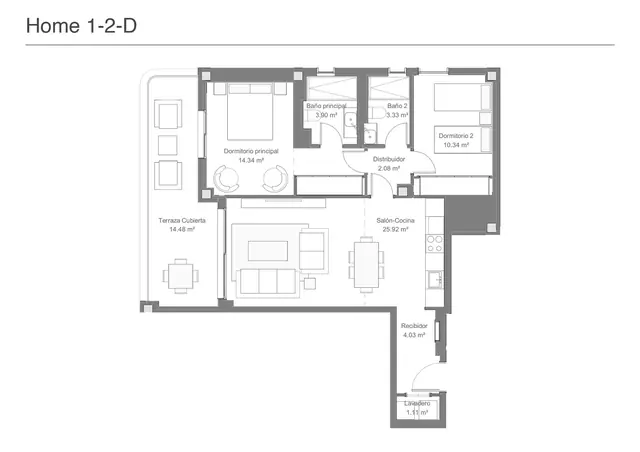 Home 1-2-D
Baño principal
3.90 m²
Baño 2
3.33 m²
Dormitorio 2
10.34 m²
Dormitorio principal
14.34 m²
Distribuidor
2.08 m²
Terraza Cubierta
14.48 m²
Salón-Cocina
25.92 m²
Recibidor
4.03 m²
Lavadero
1.11 m²